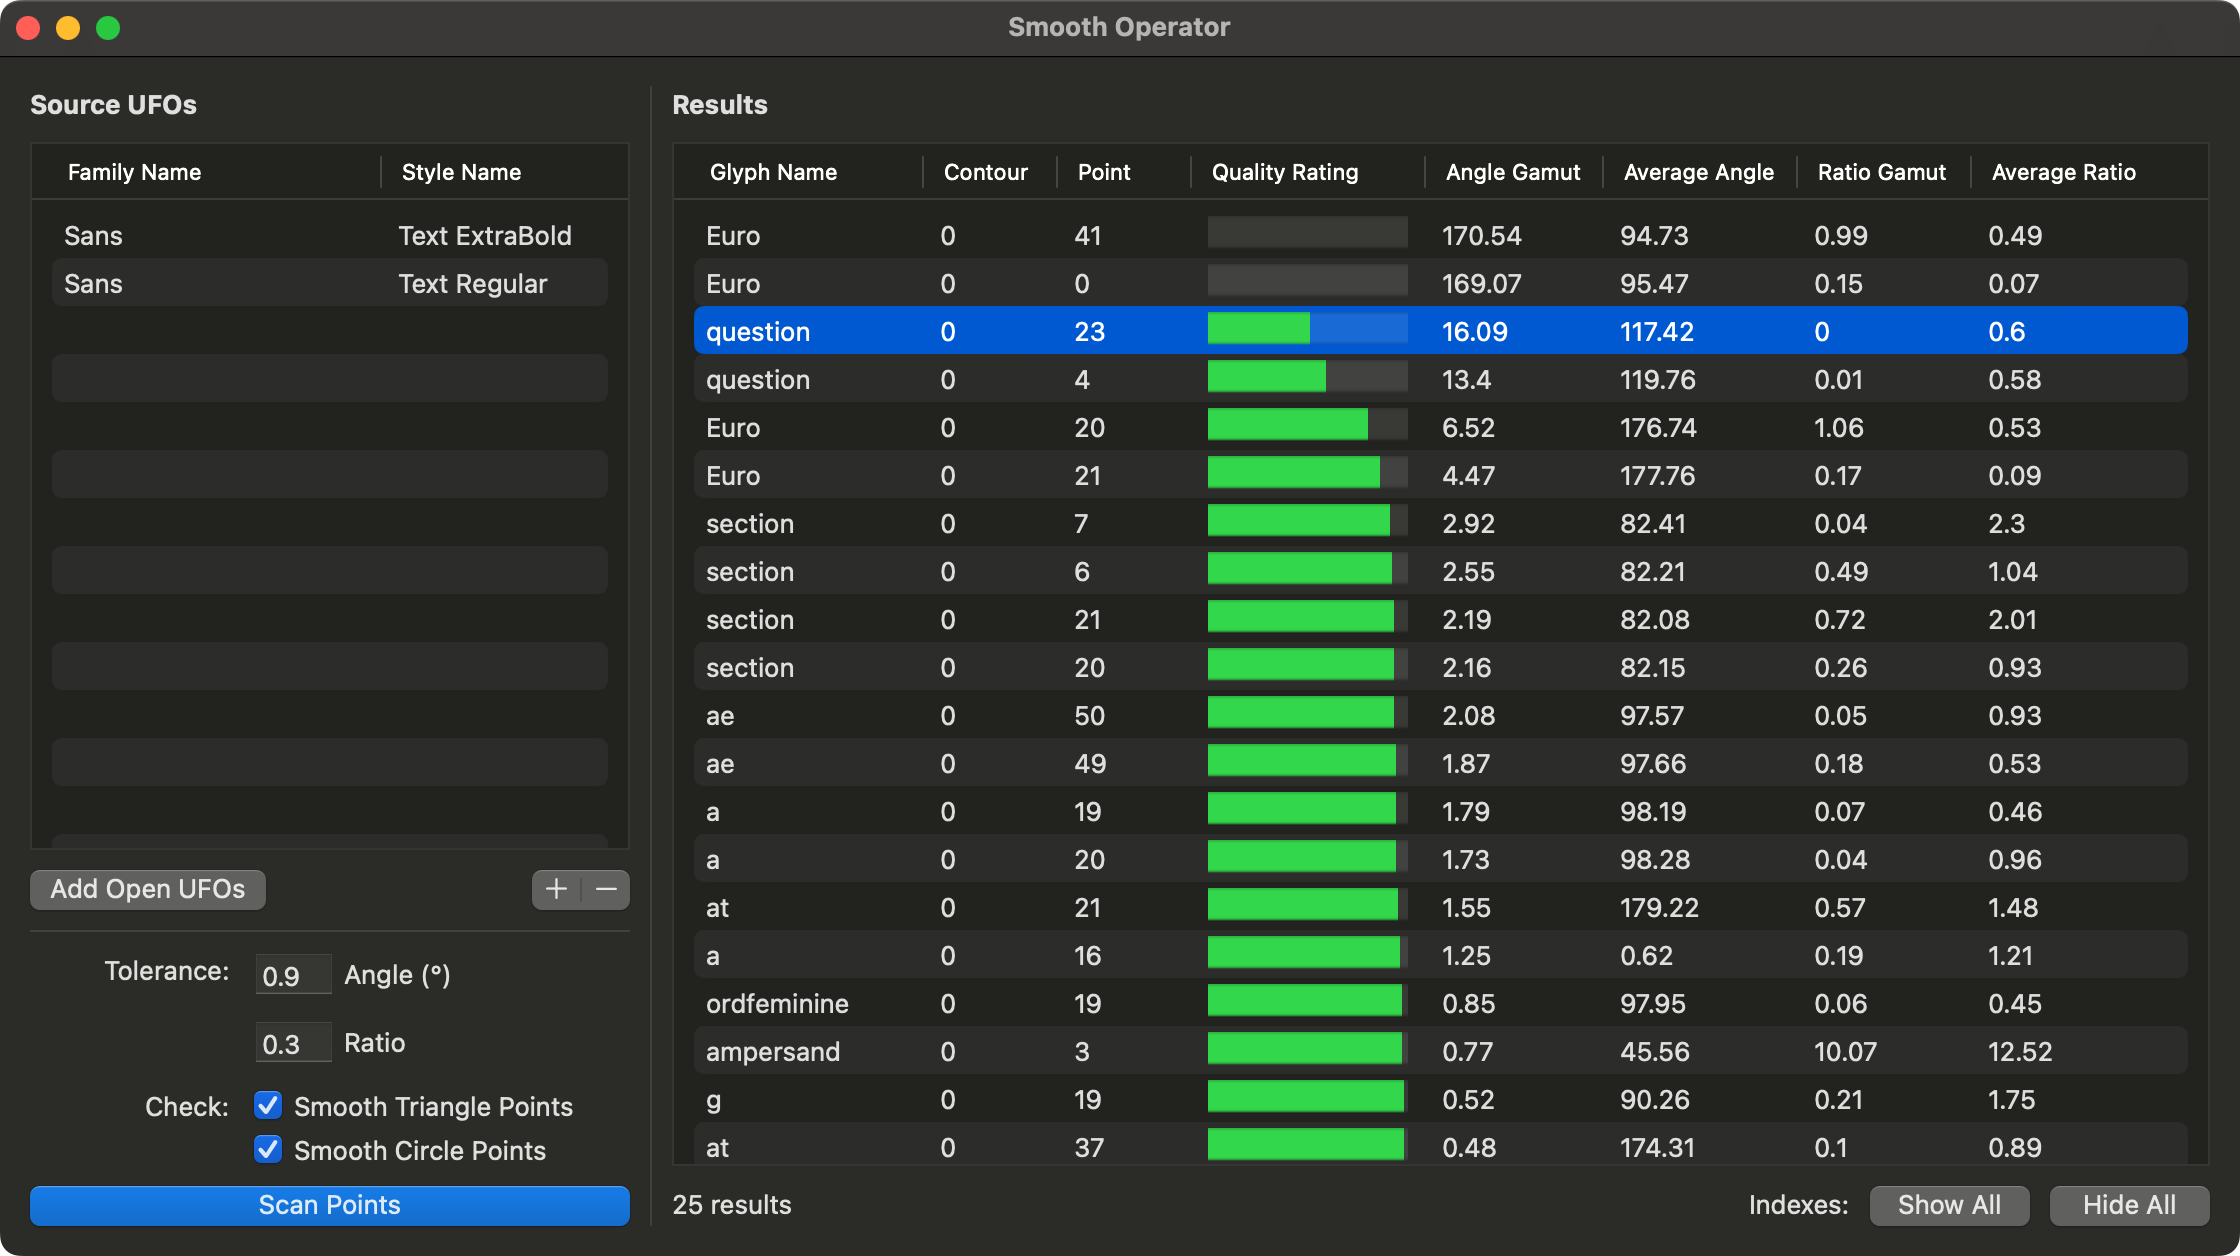 Smooth Operator
Source UFOs
Family Name Style Name
Sans Text ExtraBold
Sans Text Regular
Add Open UFOs + −
Tolerance: 0.9 Angle (°)
0.3 Ratio
Check: Smooth Triangle Points
Smooth Circle Points
Scan Points
Results
Glyph Name Contour Point Quality Rating Angle Gamut Average Angle Ratio Gamut Average Ratio
Euro 0 41 170.54 94.73 0.99 0.49
Euro 0 0 169.07 95.47 0.15 0.07
question 0 23 16.09 117.42 0 0.6
question 0 4 13.4 119.76 0.01 0.58
Euro 0 20 6.52 176.74 1.06 0.53
Euro 0 21 4.47 177.76 0.17 0.09
section 0 7 2.92 82.41 0.04 2.3
section 0 6 2.55 82.21 0.49 1.04
section 0 21 2.19 82.08 0.72 2.01
section 0 20 2.16 82.15 0.26 0.93
ae 0 50 2.08 97.57 0.05 0.93
ae 0 49 1.87 97.66 0.18 0.53
a 0 19 1.79 98.19 0.07 0.46
a 0 20 1.73 98.28 0.04 0.96
at 0 21 1.55 179.22 0.57 1.48
a 0 16 1.25 0.62 0.19 1.21
ordfeminine 0 19 0.85 97.95 0.06 0.45
ampersand 0 3 0.77 45.56 10.07 12.52
g 0 19 0.52 90.26 0.21 1.75
at 0 37 0.48 174.31 0.1 0.89
25 results
Indexes: Show All Hide All